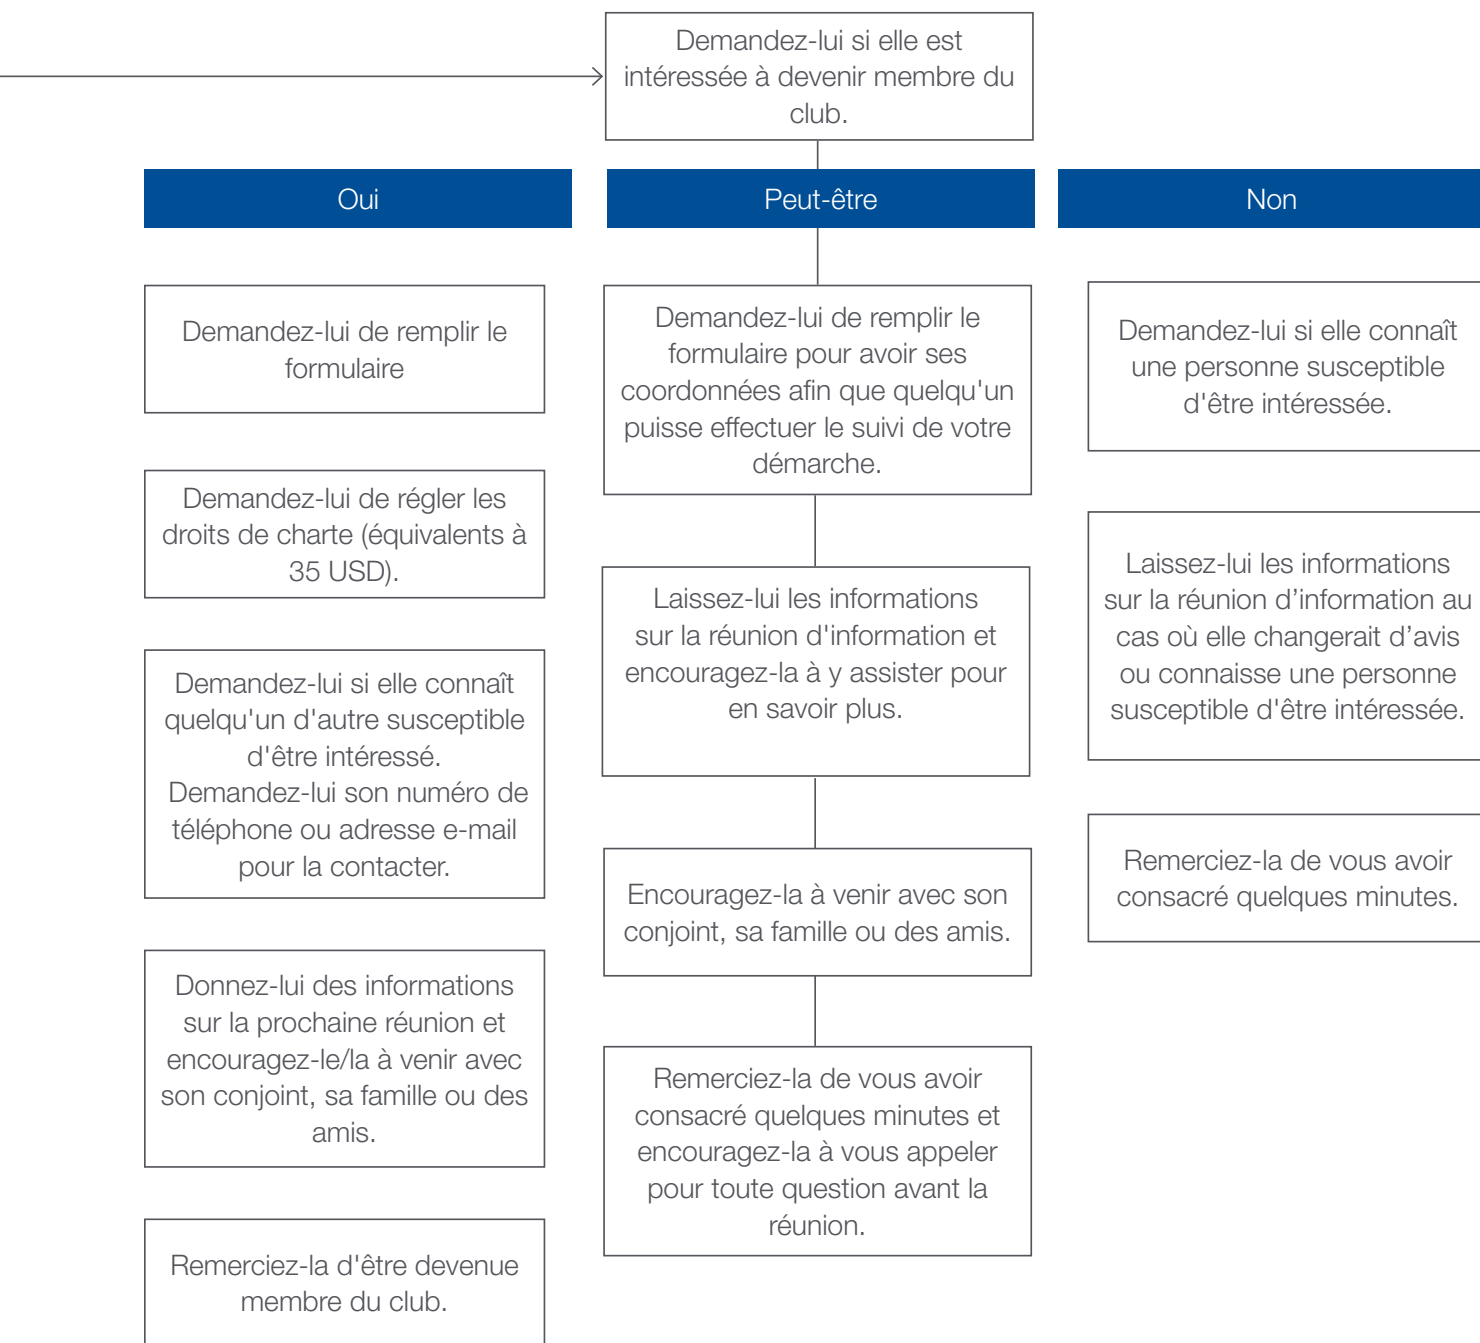 Demandez-lui si elle est
intéressée à devenir membre du
club.
Oui
Demandez-lui de remplir le
formulaire
Demandez-lui de régler les
droits de charte (équivalents à
35 USD).
Demandez-lui si elle connaît
quelqu'un d'autre susceptible
d'être intéressé.
Demandez-lui son numéro de
téléphone ou adresse e-mail
pour la contacter.
Donnez-lui des informations
sur la prochaine réunion et
encouragez-le/la à venir avec
son conjoint, sa famille ou des
amis.
Remerciez-la d'être devenue
membre du club.
Peut-être
Demandez-lui de remplir le
formulaire pour avoir ses
coordonnées afin que quelqu'un
puisse effectuer le suivi de votre
démarche.
Laissez-lui les informations
sur la réunion d'information et
encouragez-la à y assister pour
en savoir plus.
Encouragez-la à venir avec son
conjoint, sa famille ou des amis.
Remerciez-la de vous avoir
consacré quelques minutes et
encouragez-la à vous appeler
pour toute question avant la
réunion.
Non
Demandez-lui si elle connaît
une personne susceptible
d'être intéressée.
Laissez-lui les informations
sur la réunion d’information au
cas où elle changerait d’avis
ou connaisse une personne
susceptible d'être intéressée.
Remerciez-la de vous avoir
consacré quelques minutes.